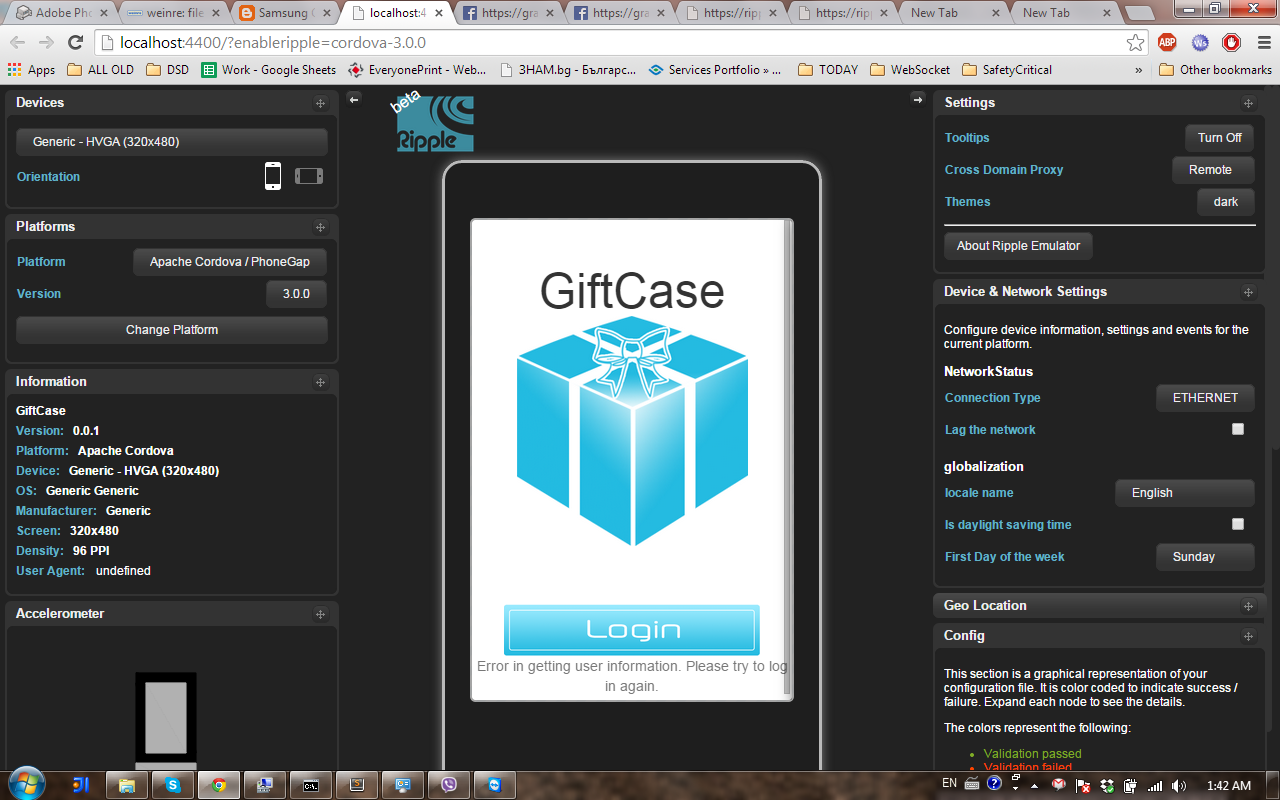 Adobe Pho
weinre: file
Samsung G
localhost:4
https://gra
https://gra
https://rip
https://rip
New Tab
New Tab
localhost:4400/?enableripple=cordova-3.0.0
ABP
Apps
ALL OLD
DSD
Work - Google Sheets
EveryonePrint - Web...
ЗНАМ.bg - Българс...
Services Portfolio » ...
TODAY
WebSocket
SafetyCritical
»
Other bookmarks
Devices
Generic - HVGA (320x480)
Orientation
Platforms
Platform
Apache Cordova / PhoneGap
Version
3.0.0
Change Platform
Information
GiftCase
Version: 0.0.1
Platform: Apache Cordova
Device: Generic - HVGA (320x480)
OS: Generic Generic
Manufacturer: Generic
Screen: 320x480
Density: 96 PPI
User Agent: undefined
Accelerometer
beta
Ripple
GiftCase
Login
Error in getting user information. Please try to log
in again.
Settings
Tooltips
Turn Off
Cross Domain Proxy
Remote
Themes
dark
About Ripple Emulator
Device & Network Settings
Configure device information, settings and events for the
current platform.
NetworkStatus
Connection Type
ETHERNET
Lag the network
globalization
locale name
English
Is daylight saving time
First Day of the week
Sunday
Geo Location
Config
This section is a graphical representation of your
configuration file. It is color coded to indicate success /
failure. Expand each node to see the details.
The colors represent the following:
Validation passed
Validation failed
EN
1:42 AM